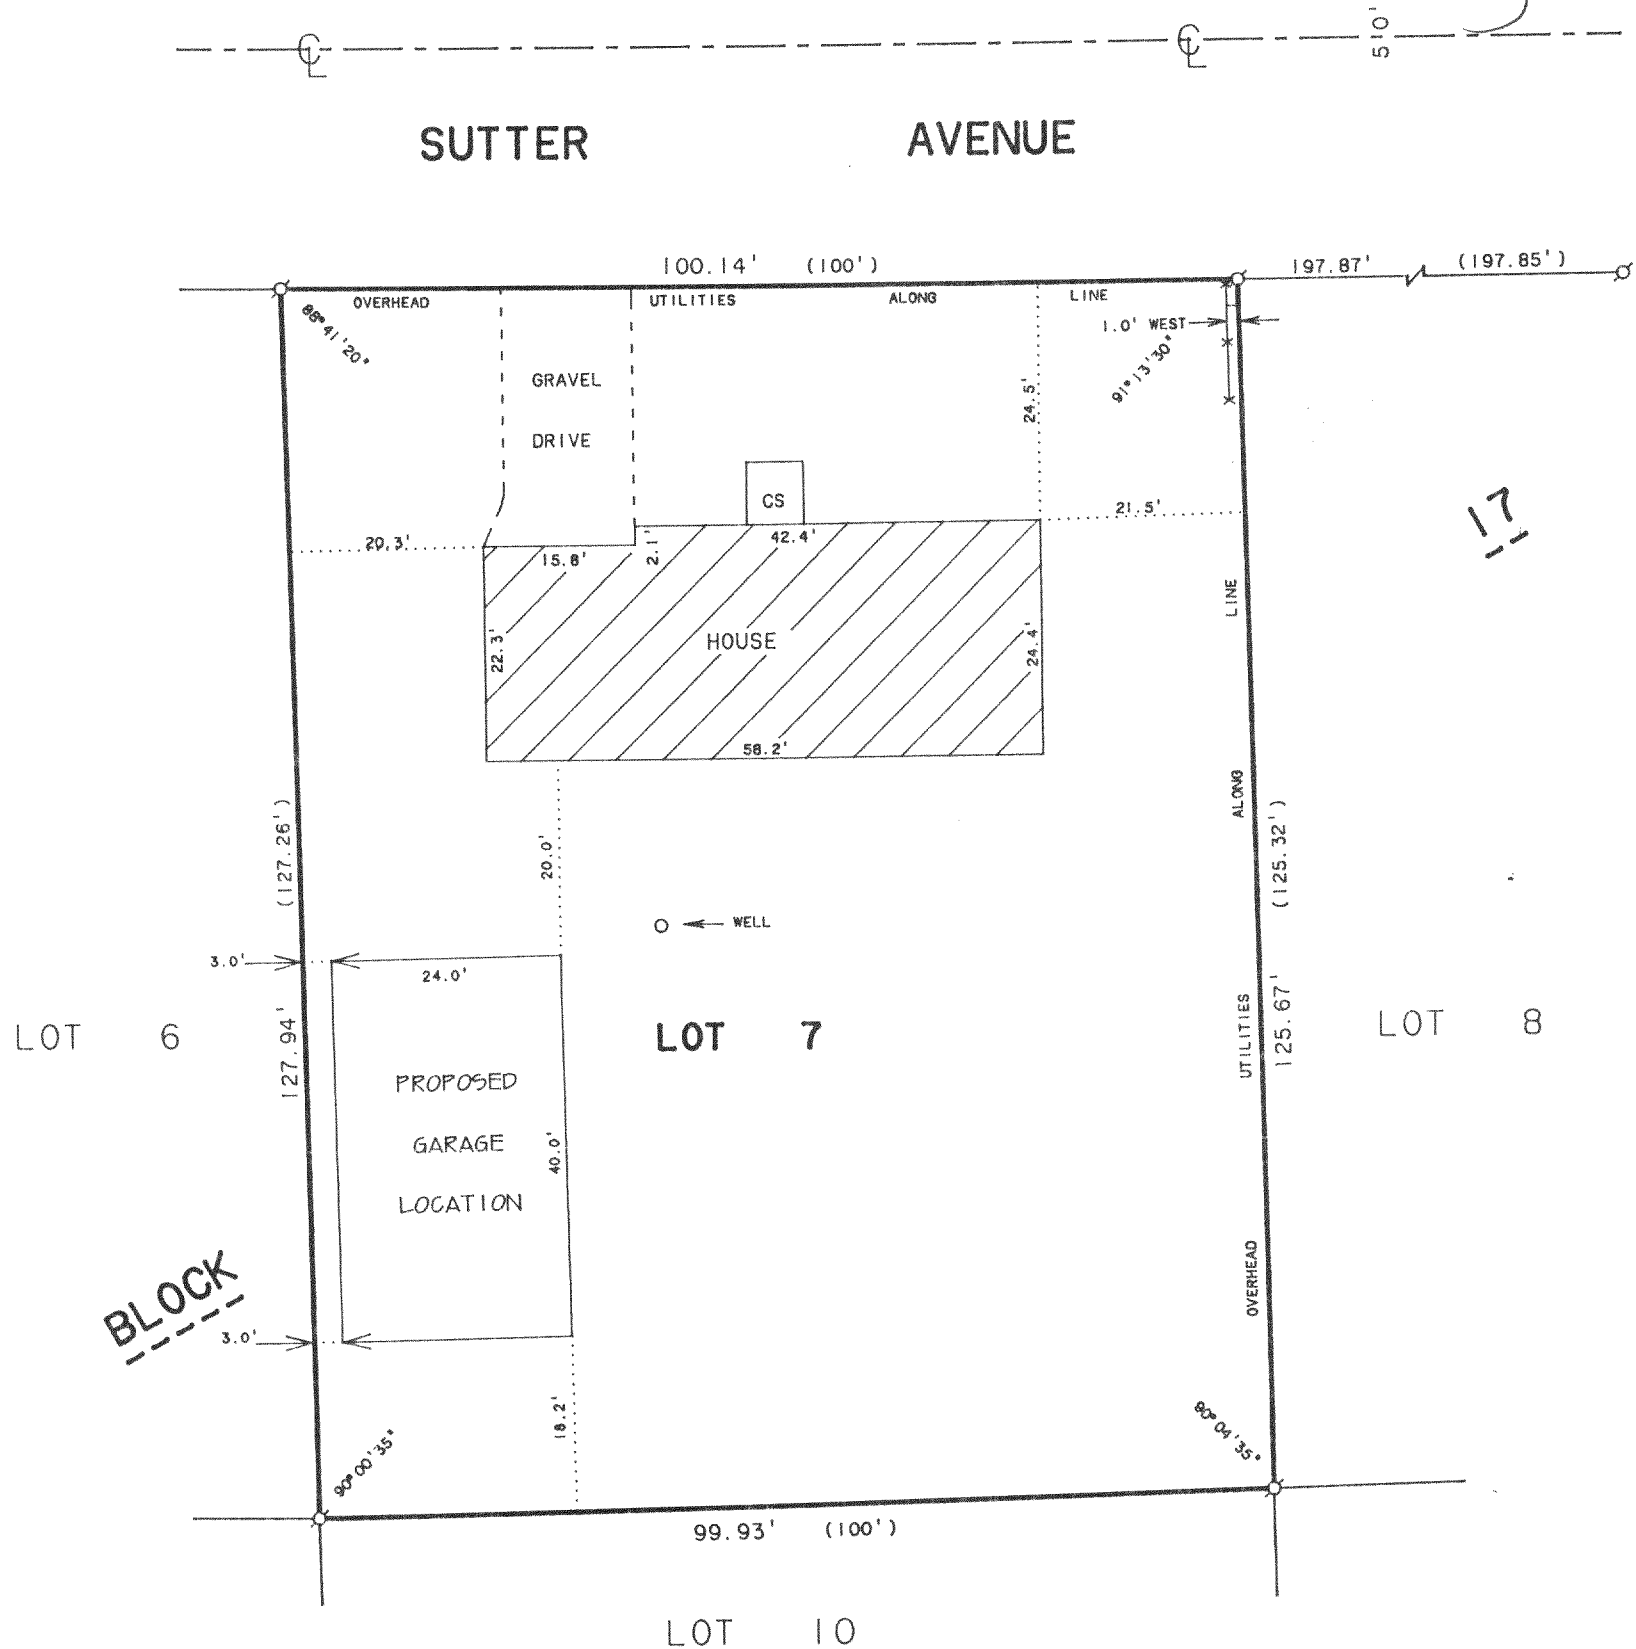 5 0'
℄ ℄
SUTTER AVENUE
100.14' (100')
197.87' (197.85')
OVERHEAD UTILITIES ALONG LINE
88°41'20"
1.0' WEST
91°13'30"
GRAVEL
DRIVE
24.5'
CS
17
20.3'
21.5'
15.8'
2.1'
42.4'
HOUSE
22.3'
24.4'
58.2'
LINE
ALONG
UTILITIES
OVERHEAD
(127.26')
127.94'
(125.32')
125.67'
20.0'
WELL
3.0'
24.0'
LOT 6
LOT 7
LOT 8
PROPOSED
GARAGE
LOCATION
40.0'
BLOCK
3.0'
18.2'
90°00'35"
90°04'35"
99.93' (100')
LOT 10